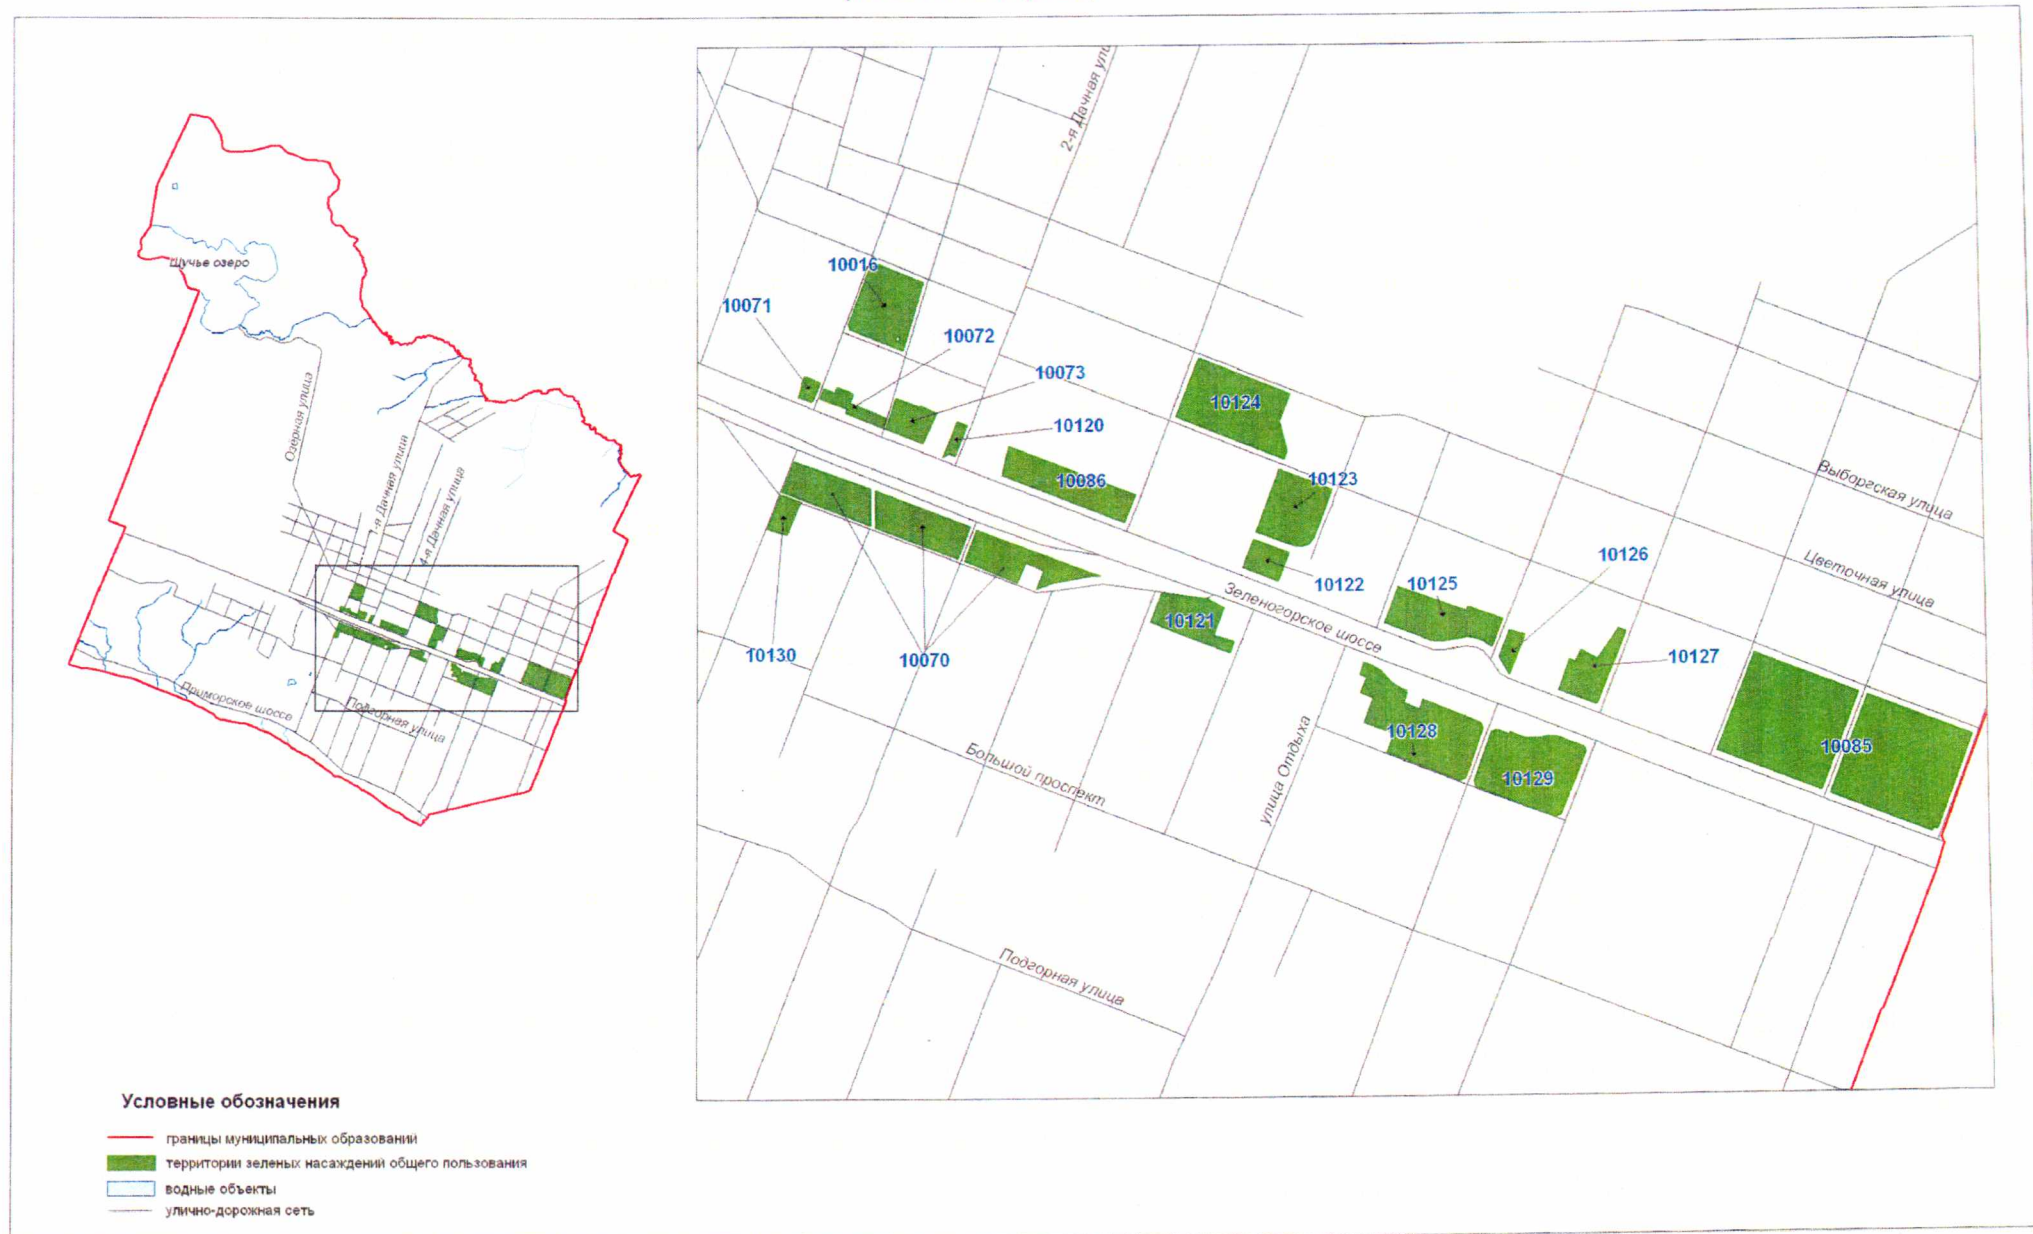 Щучье озеро
Озерная улица
1-я Дачная улица
4-я Дачная улица
Приморское шоссе
Подгорная улица
2-я Дачная ули
10016
10071
10072
10073
10120
10086
10124
10123
10122
10125
10126
10127
10121
10130
10070
10128
10129
10085
Зеленогорское шоссе
Выборгская улица
Цветочная улица
улица Отдыха
Большой проспект
Подгорная улица
Условные обозначения
границы муниципальных образований
территории зеленых насаждений общего пользования
водные объекты
улично-дорожная сеть